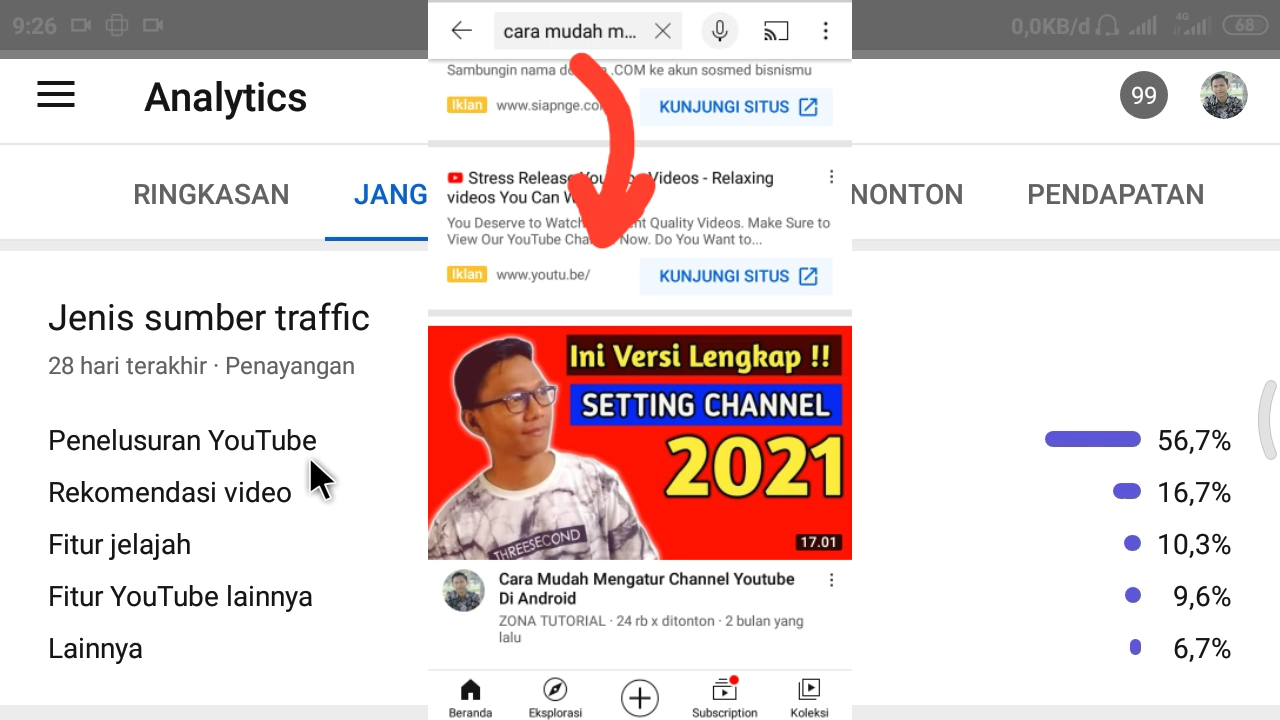 9:26
0,0KB/d
4G
68
Analytics
99
RINGKASAN
JANG
NONTON
PENDAPATAN
Jenis sumber traffic
28 hari terakhir · Penayangan
Penelusuran YouTube
56,7%
Rekomendasi video
16,7%
Fitur jelajah
10,3%
Fitur YouTube lainnya
9,6%
Lainnya
6,7%
cara mudah m...
Sambungin nama .COM ke akun sosmed bisnismu
Iklan www.siapnge.co
KUNJUNGI SITUS
Stress Release Videos - Relaxing
videos You Can
You Deserve to Watch Quality Videos. Make Sure to
View Our YouTube Now. Do You Want to...
Iklan www.youtu.be/
KUNJUNGI SITUS
Ini Versi Lengkap !!
SETTING CHANNEL
2021
THREESECOND
17.01
Cara Mudah Mengatur Channel Youtube
Di Android
ZONA TUTORIAL · 24 rb x ditonton · 2 bulan yang
lalu
Beranda
Eksplorasi
Subscription
Koleksi